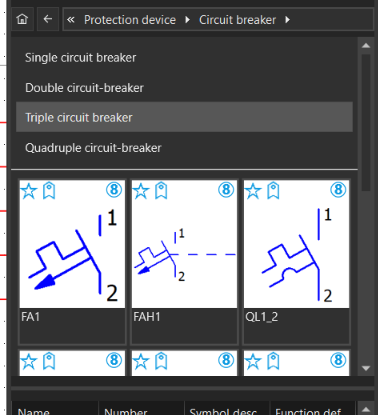 « Protection device Circuit breaker
Single circuit breaker
Double circuit-breaker
Triple circuit breaker
Quadruple circuit-breaker
8 8 8
1 1 1
2 2 2
FA1 FAH1 QL1_2
8 8 8
Name Number Symbol desc Function def